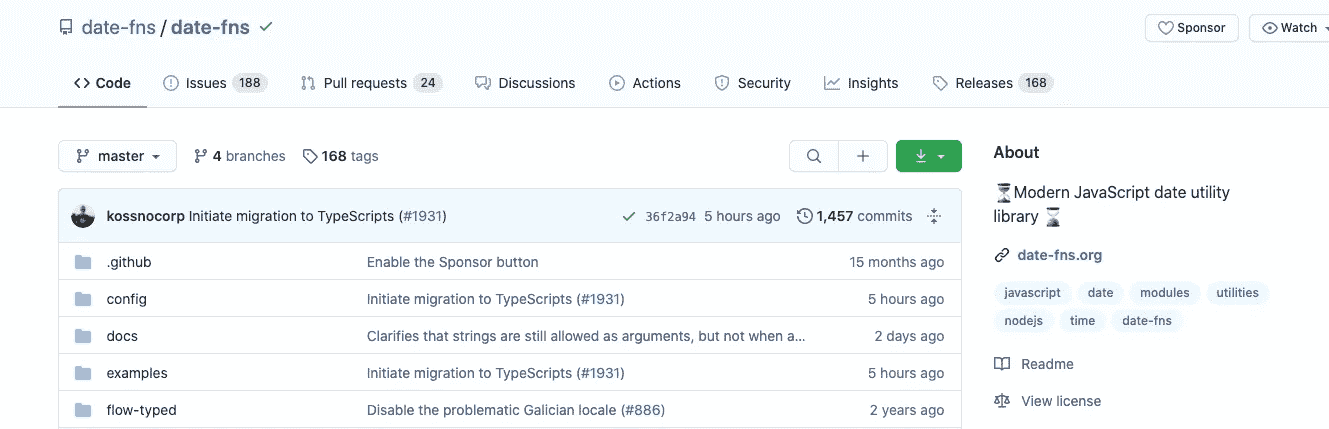 date-fns / date-fns
Sponsor
Watch
Code
Issues 188
Pull requests 24
Discussions
Actions
Security
Insights
Releases 168
master
4 branches
168 tags
kossnocorp Initiate migration to TypeScripts (#1931)
36f2a94 5 hours ago
1,457 commits
.github Enable the Sponsor button 15 months ago
config Initiate migration to TypeScripts (#1931) 5 hours ago
docs Clarifies that strings are still allowed as arguments, but not when a... 2 days ago
examples Initiate migration to TypeScripts (#1931) 5 hours ago
flow-typed Disable the problematic Galician locale (#886) 2 years ago
About
⏳Modern JavaScript date utility
library ⌛
date-fns.org
javascript date modules utilities
nodejs time date-fns
Readme
View license